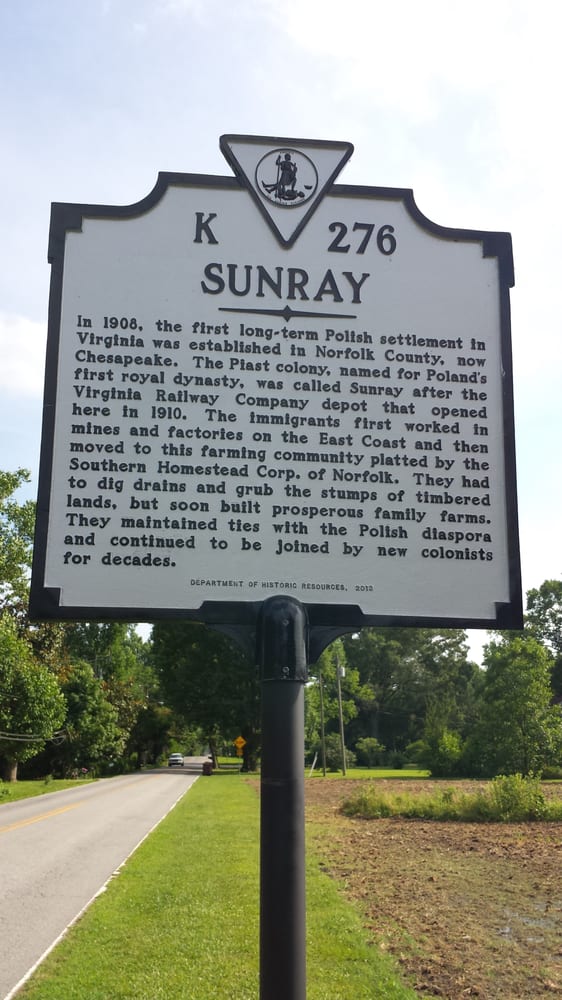 K 276
SUNRAY
In 1908, the first long-term Polish settlement in
Virginia was established in Norfolk County, now
Chesapeake. The Piast colony, named for Poland's
first royal dynasty, was called Sunray after the
Virginia Railway Company depot that opened
here in 1910. The immigrants first worked in
mines and factories on the East Coast and then
moved to this farming community platted by the
Southern Homestead Corp. of Norfolk. They had
to dig drains and grub the stumps of timbered
lands, but soon built prosperous family farms.
They maintained ties with the Polish diaspora
and continued to be joined by new colonists
for decades.
DEPARTMENT OF HISTORIC RESOURCES, 2013